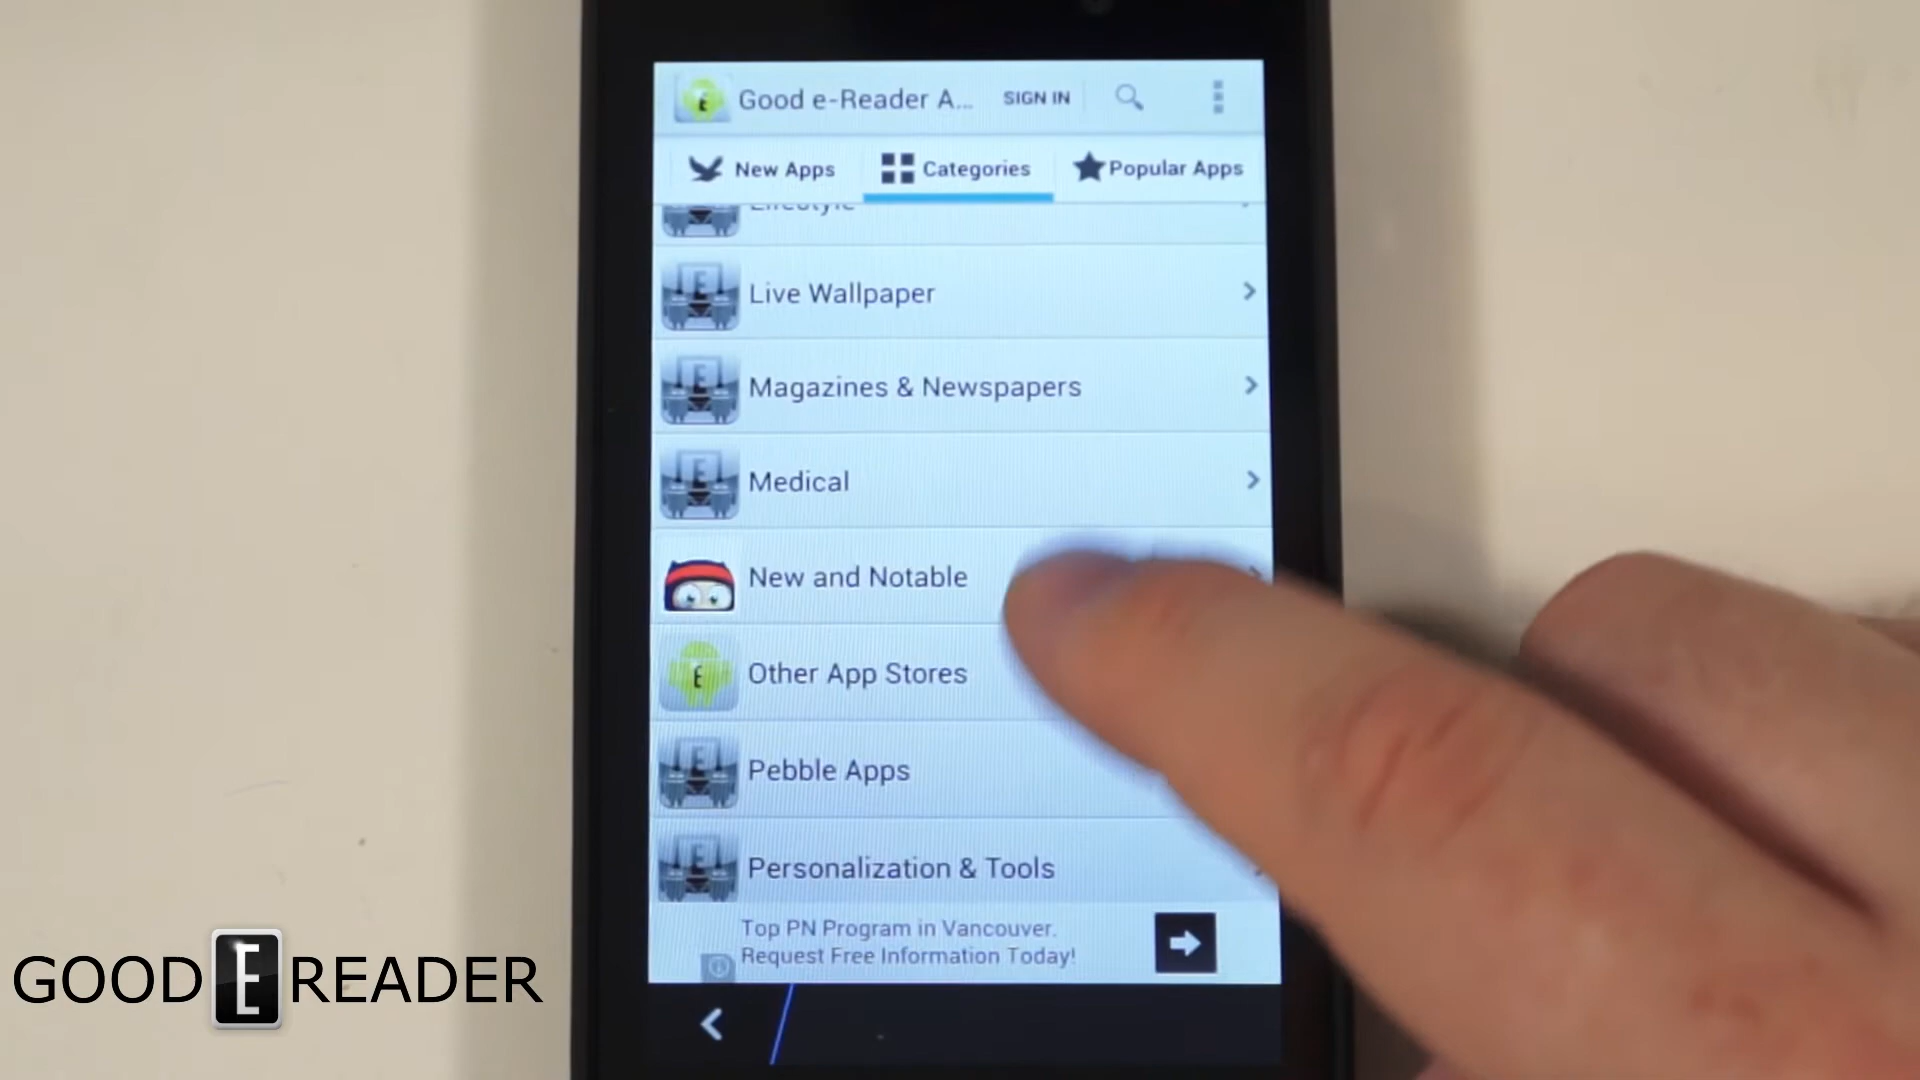 Good e-Reader A... SIGN IN
New Apps Categories Popular Apps
Lifestyle
Live Wallpaper
Magazines & Newspapers
Medical
New and Notable
Other App Stores
Pebble Apps
Personalization & Tools
Top PN Program in Vancouver.
Request Free Information Today!
GOOD E READER